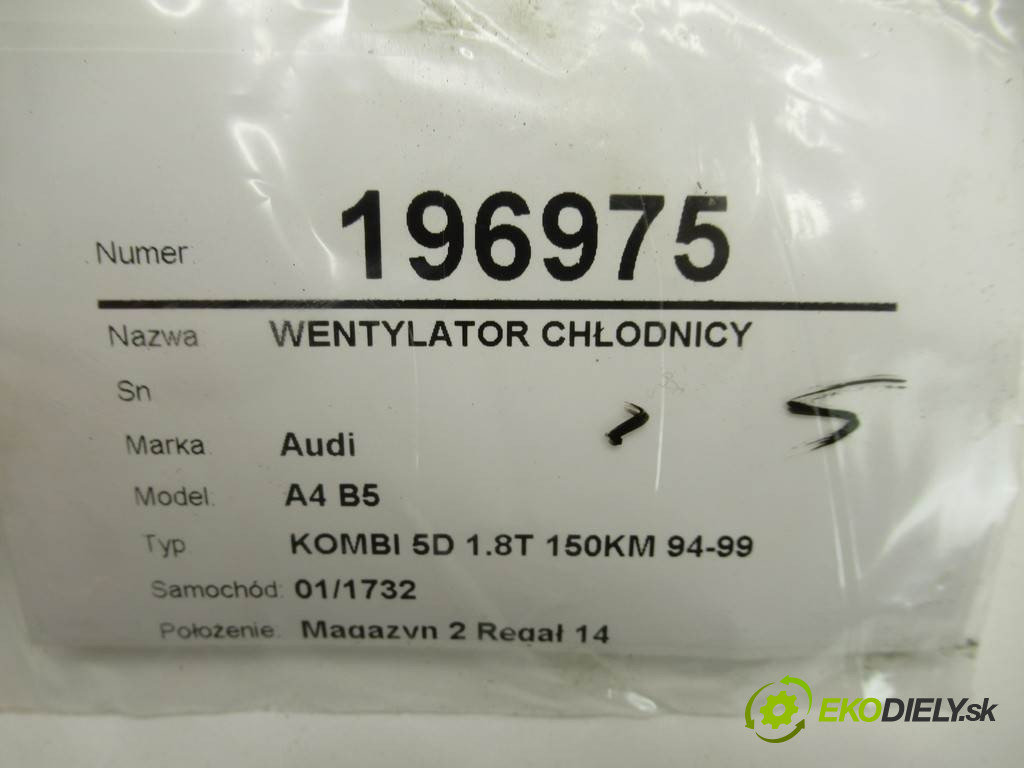 Numer 196975
Nazwa WENTYLATOR CHŁODNICY
Sn
Marka Audi
Model: A4 B5
Typ KOMBI 5D 1.8T 150KM 94-99
Samochód: 01/1732
Położenie: Magazyn 2 Regał 14
EKODIELY.sk